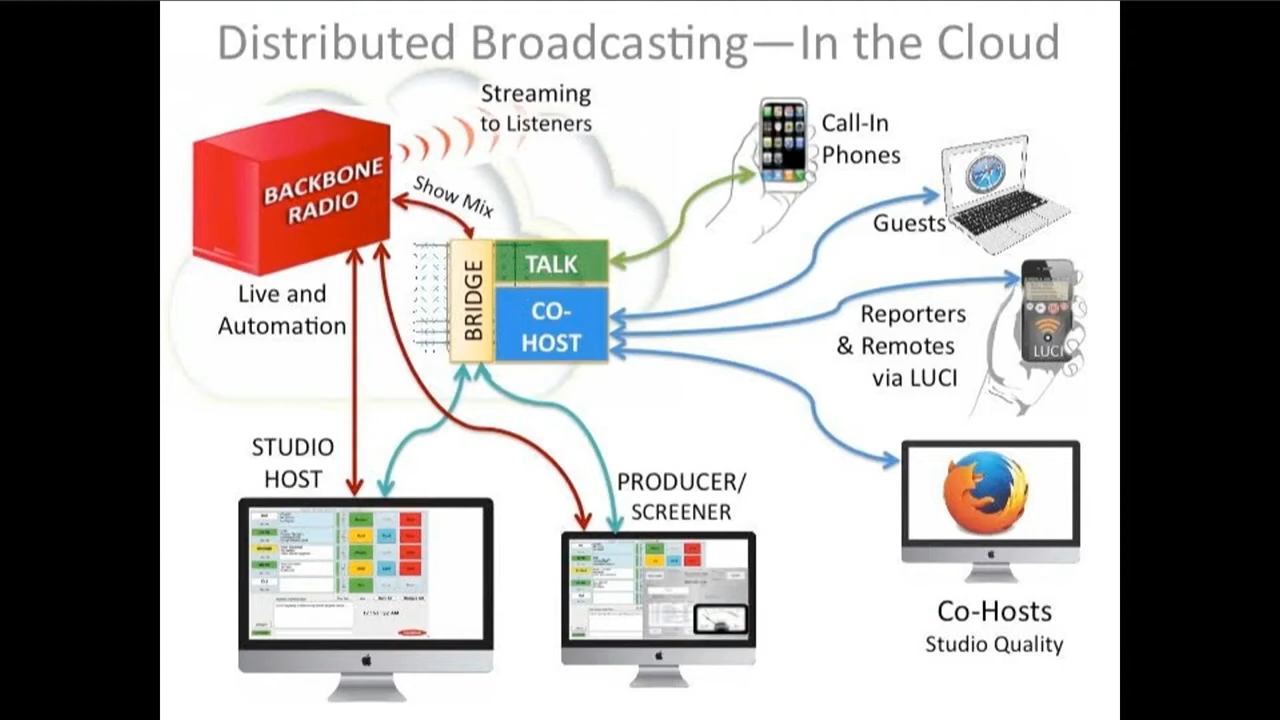 Distributed Broadcasting—In the Cloud
Streaming
to Listeners
BACKBONE
RADIO
Show Mix
Call-In
Phones
Guests
TALK
BRIDGE
CO-
HOST
Live and
Automation
Reporters
& Remotes
via LUCI
LUCI
STUDIO
HOST
PRODUCER/
SCREENER
Co-Hosts
Studio Quality